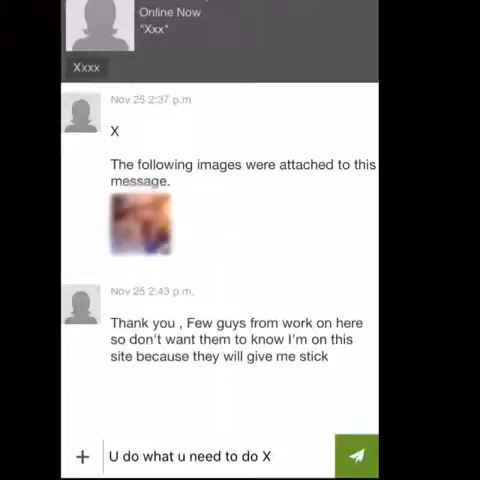 Online Now
"Xxx"
Xxxx
Nov 25 2:37 p.m
X
The following images were attached to this
message.
Nov 25 2:43 p.m.
Thank you , Few guys from work on here
so don't want them to know I'm on this
site because they will give me stick
U do what u need to do X